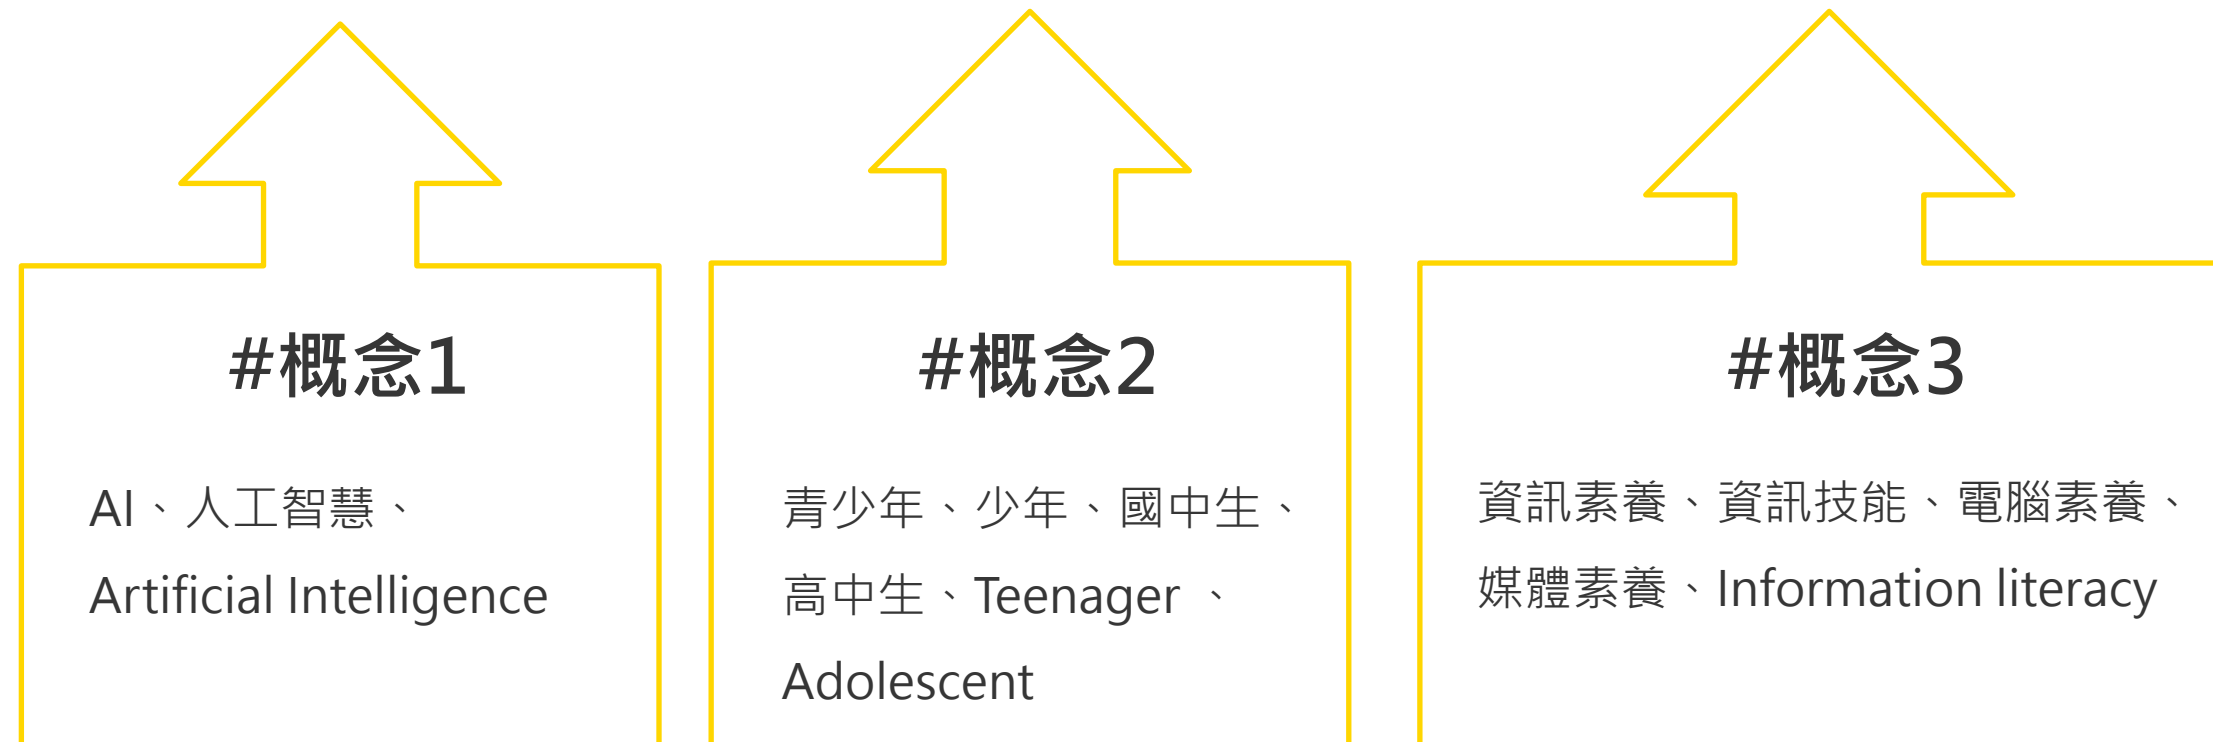 #概念1
AI、人工智慧、
Artificial Intelligence
#概念2
青少年、少年、國中生、
高中生、Teenager 、
Adolescent
#概念3
資訊素養、資訊技能、電腦素養、
媒體素養、Information literacy